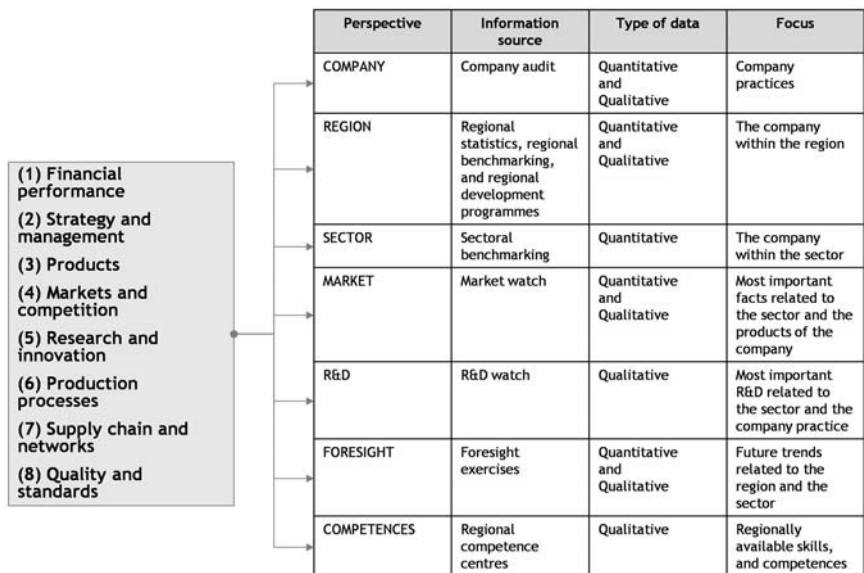 (1) Financial
performance
(2) Strategy and
management
(3) Products
(4) Markets and
competition
(5) Research and
innovation
(6) Production
processes
(7) Supply chain and
networks
(8) Quality and
standards
Perspective
Information
source
Type of data
Focus
COMPANY
Company audit
Quantitative
and
Qualitative
Company
practices
REGION
Regional
statistics, regional
benchmarking,
and regional
development
programmes
Quantitative
and
Qualitative
The company
within the region
SECTOR
Sectoral
benchmarking
Quantitative
The company
within the sector
MARKET
Market watch
Quantitative
and
Qualitative
Most important
facts related to
the sector and the
products of the
company
R&D
R&D watch
Qualitative
Most important
R&D related to
the sector and the
company practice
FORESIGHT
Foresight
exercises
Quantitative
and
Qualitative
Future trends
related to the
region and the
sector
COMPETENCES
Regional
competence
centres
Qualitative
Regionally
available skills,
and competences